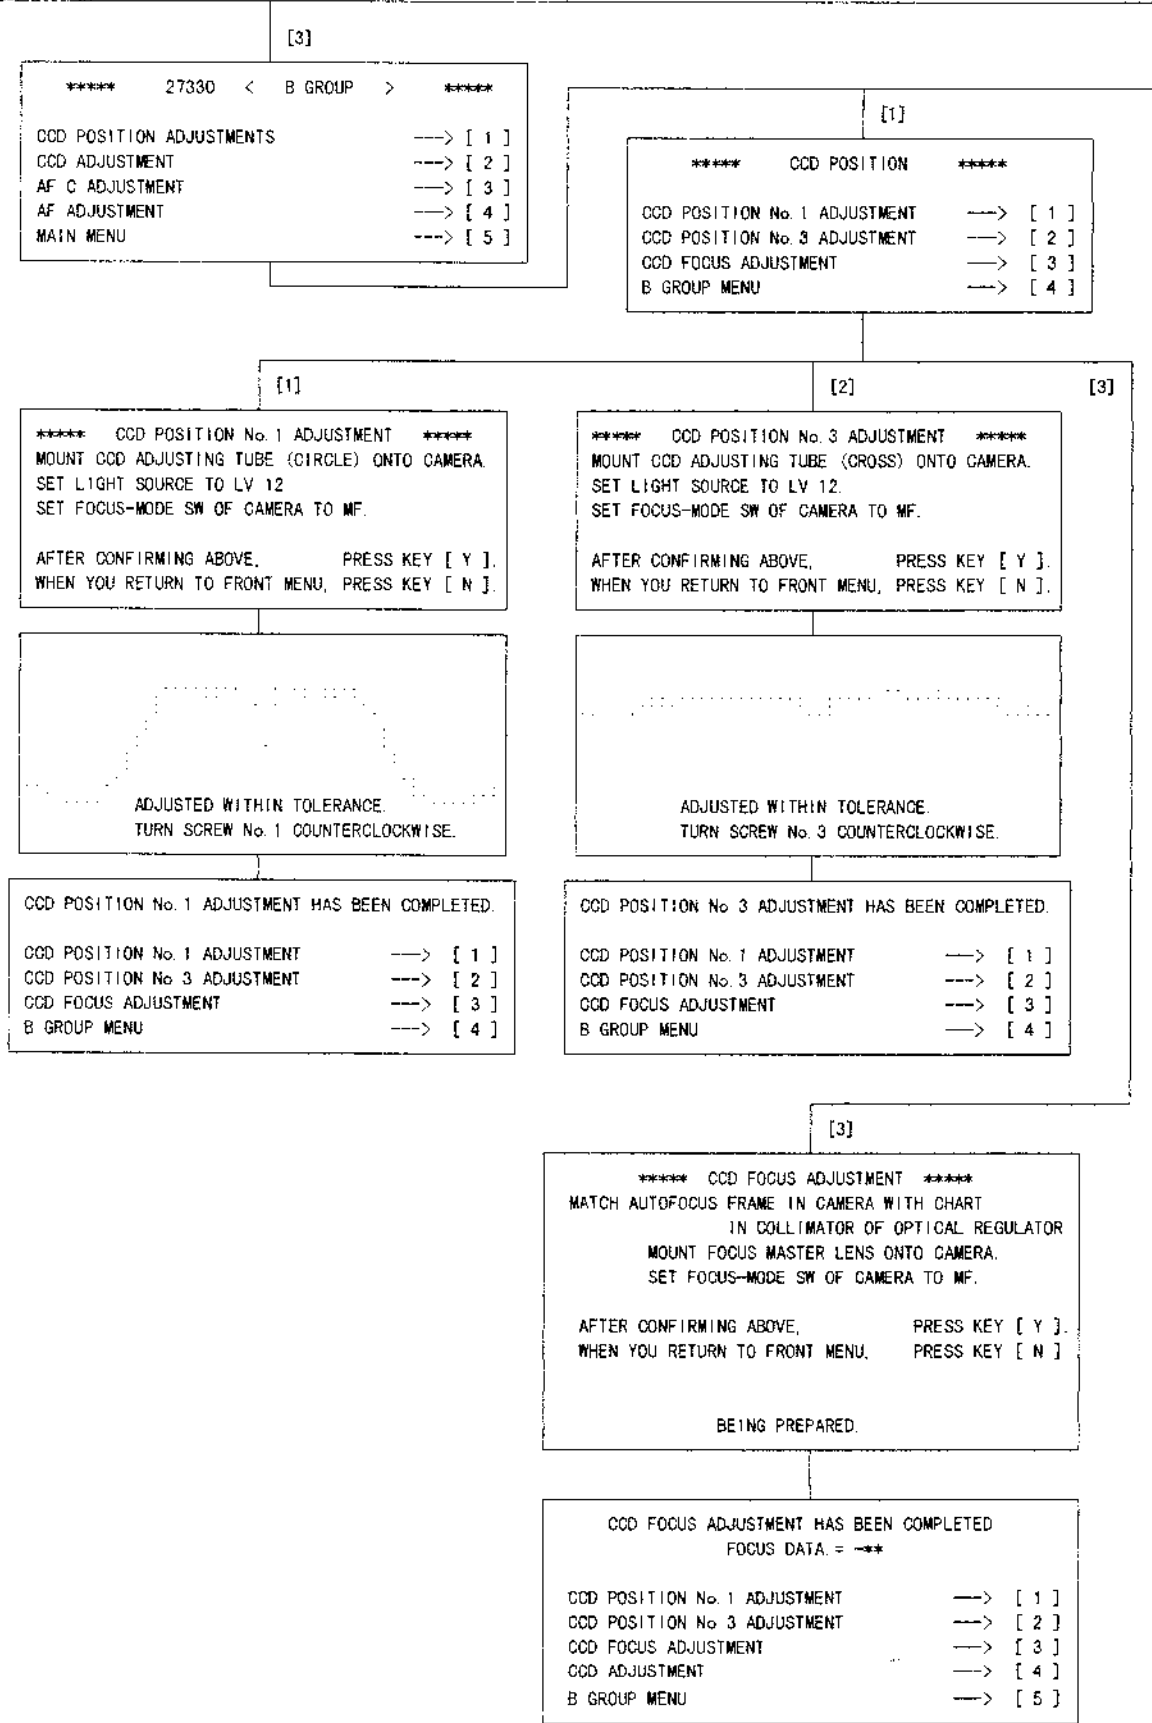 [3]
***** 27330 < B GROUP > *****
CCD POSITION ADJUSTMENTS ---> [ 1 ]
CCD ADJUSTMENT ---> [ 2 ]
AF C ADJUSTMENT ---> [ 3 ]
AF ADJUSTMENT ---> [ 4 ]
MAIN MENU ---> [ 5 ]
[1]
***** CCD POSITION *****
CCD POSITION No. 1 ADJUSTMENT ---> [ 1 ]
CCD POSITION No. 3 ADJUSTMENT ---> [ 2 ]
CCD FOCUS ADJUSTMENT ---> [ 3 ]
B GROUP MENU ---> [ 4 ]
[1]
***** CCD POSITION No. 1 ADJUSTMENT *****
MOUNT CCD ADJUSTING TUBE (CIRCLE) ONTO CAMERA.
SET LIGHT SOURCE TO LV 12
SET FOCUS-MODE SW OF CAMERA TO MF.
AFTER CONFIRMING ABOVE, PRESS KEY [ Y ].
WHEN YOU RETURN TO FRONT MENU, PRESS KEY [ N ].
ADJUSTED WITHIN TOLERANCE.
TURN SCREW No. 1 COUNTERCLOCKWISE.
CCD POSITION No. 1 ADJUSTMENT HAS BEEN COMPLETED.
CCD POSITION No. 1 ADJUSTMENT ---> [ 1 ]
CCD POSITION No 3 ADJUSTMENT ---> [ 2 ]
CCD FOCUS ADJUSTMENT ---> [ 3 ]
B GROUP MENU ---> [ 4 ]
[2]
***** CCD POSITION No. 3 ADJUSTMENT *****
MOUNT CCD ADJUSTING TUBE (CROSS) ONTO CAMERA.
SET LIGHT SOURCE TO LV 12.
SET FOCUS-MODE SW OF CAMERA TO MF.
AFTER CONFIRMING ABOVE, PRESS KEY [ Y ].
WHEN YOU RETURN TO FRONT MENU, PRESS KEY [ N ].
ADJUSTED WITHIN TOLERANCE.
TURN SCREW No. 3 COUNTERCLOCKWISE.
CCD POSITION No 3 ADJUSTMENT HAS BEEN COMPLETED.
CCD POSITION No. 1 ADJUSTMENT ---> [ 1 ]
CCD POSITION No. 3 ADJUSTMENT ---> [ 2 ]
CCD FOCUS ADJUSTMENT ---> [ 3 ]
B GROUP MENU ---> [ 4 ]
[3]
[3]
***** CCD FOCUS ADJUSTMENT *****
MATCH AUTOFOCUS FRAME IN CAMERA WITH CHART
IN COLLIMATOR OF OPTICAL REGULATOR
MOUNT FOCUS MASTER LENS ONTO CAMERA.
SET FOCUS-MODE SW OF CAMERA TO MF.
AFTER CONFIRMING ABOVE, PRESS KEY [ Y ].
WHEN YOU RETURN TO FRONT MENU, PRESS KEY [ N ]
BEING PREPARED.
CCD FOCUS ADJUSTMENT HAS BEEN COMPLETED
FOCUS DATA. = -**
CCD POSITION No. 1 ADJUSTMENT ---> [ 1 ]
CCD POSITION No 3 ADJUSTMENT ---> [ 2 ]
CCD FOCUS ADJUSTMENT ---> [ 3 ]
CCD ADJUSTMENT ---> [ 4 ]
B GROUP MENU ---> [ 5 ]